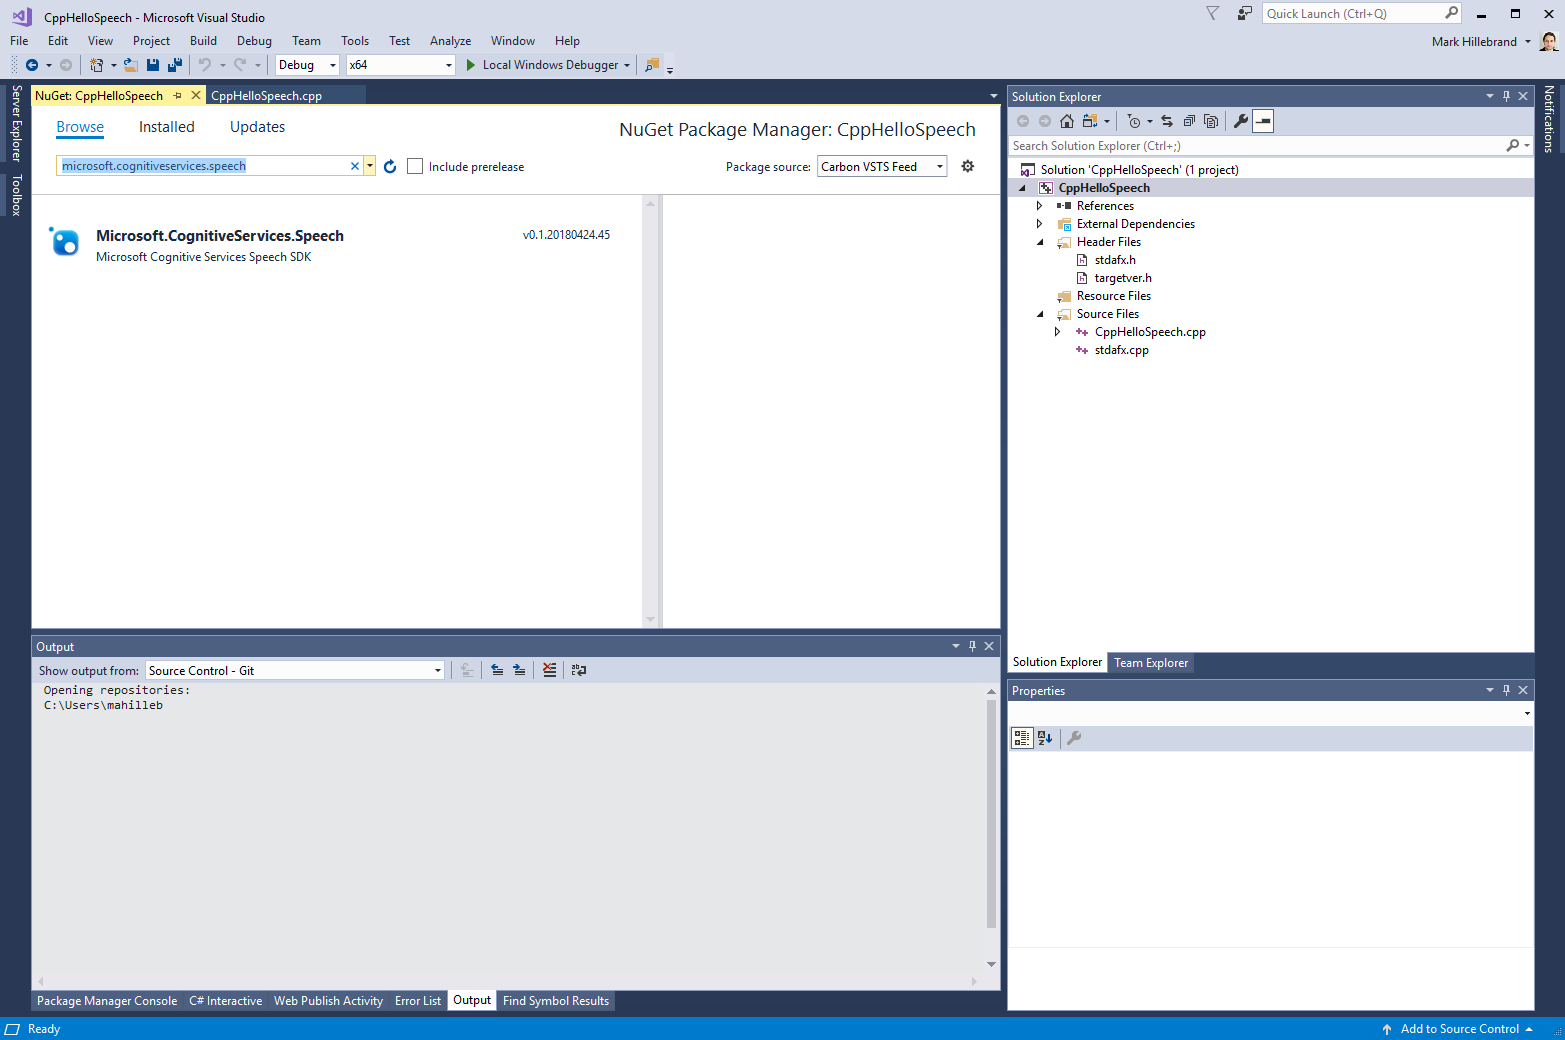 CppHelloSpeech - Microsoft Visual Studio
Quick Launch (Ctrl+Q)
File Edit View Project Build Debug Team Tools Test Analyze Window Help
Mark Hillebrand
Debug x64 Local Windows Debugger
Server Explorer
Toolbox
NuGet: CppHelloSpeech CppHelloSpeech.cpp
Browse Installed Updates
NuGet Package Manager: CppHelloSpeech
microsoft.cognitiveservices.speech
Include prerelease
Package source: Carbon VSTS Feed
Microsoft.CognitiveServices.Speech v0.1.20180424.45
Microsoft Cognitive Services Speech SDK
Output
Show output from: Source Control - Git
Opening repositories:
C:\Users\mahilleb
Package Manager Console C# Interactive Web Publish Activity Error List Output Find Symbol Results
Solution Explorer
Search Solution Explorer (Ctrl+;)
Solution 'CppHelloSpeech' (1 project)
CppHelloSpeech
References
External Dependencies
Header Files
stdafx.h
targetver.h
Resource Files
Source Files
CppHelloSpeech.cpp
stdafx.cpp
Solution Explorer Team Explorer
Properties
Notifications
Ready
Add to Source Control